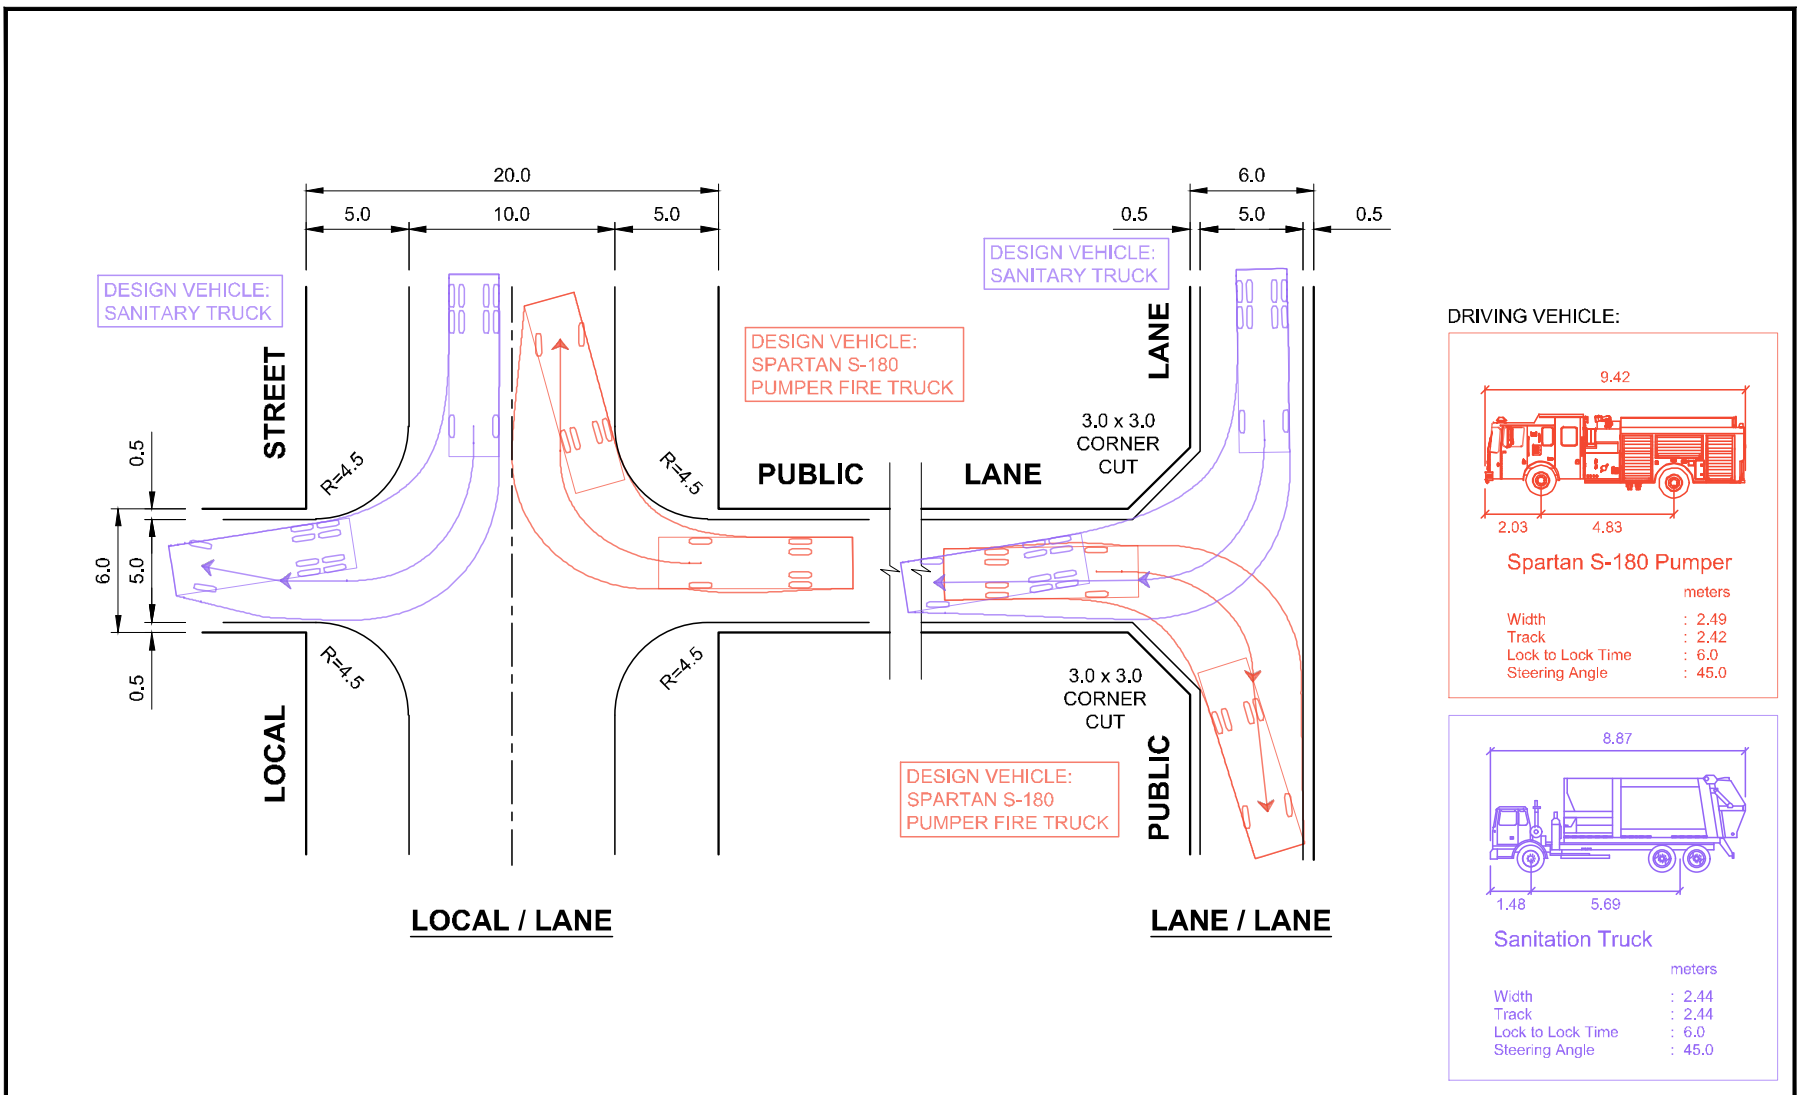 20.0
5.0
10.0
5.0
6.0
0.5
5.0
0.5
DESIGN VEHICLE:
SANITARY TRUCK
DESIGN VEHICLE:
SANITARY TRUCK
DESIGN VEHICLE:
SPARTAN S-180
PUMPER FIRE TRUCK
STREET
LANE
0.5
R=4.5
R=4.5
3.0 x 3.0
CORNER
CUT
PUBLIC
LANE
6.0
5.0
0.5
R=4.5
R=4.5
LOCAL
3.0 x 3.0
CORNER
CUT
PUBLIC
DESIGN VEHICLE:
SPARTAN S-180
PUMPER FIRE TRUCK
LOCAL / LANE
LANE / LANE
DRIVING VEHICLE:
9.42
2.03
4.83
Spartan S-180 Pumper
meters
Width : 2.49
Track : 2.42
Lock to Lock Time : 6.0
Steering Angle : 45.0
8.87
1.48
5.69
Sanitation Truck
meters
Width : 2.44
Track : 2.44
Lock to Lock Time : 6.0
Steering Angle : 45.0